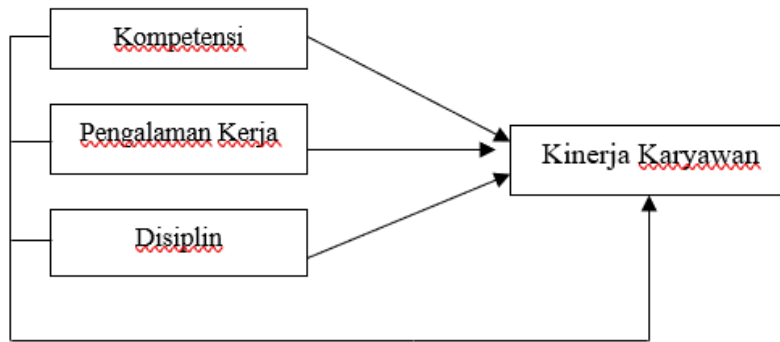 Kompetensi
Pengalaman Kerja
Disiplin
Kinerja Karyawan